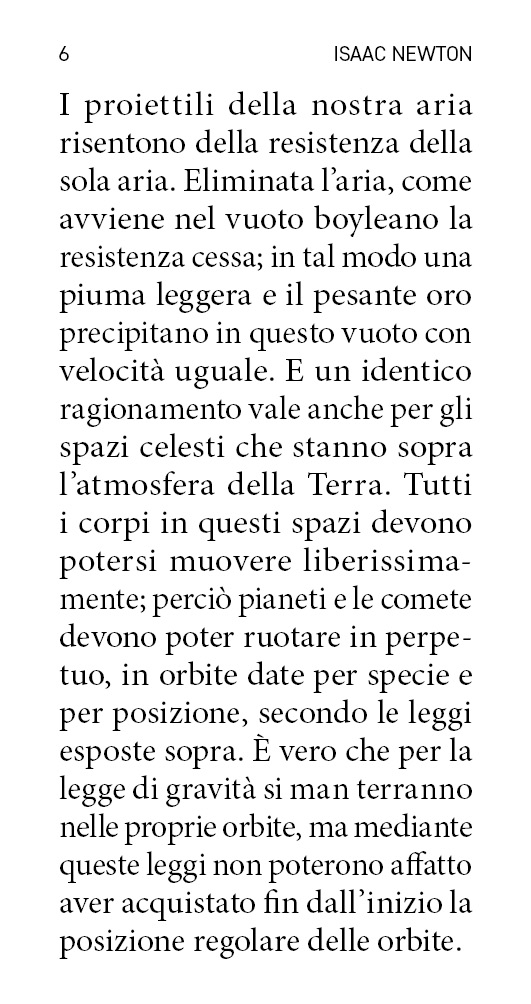 6 ISAAC NEWTON
I proiettili della nostra aria
risentono della resistenza della
sola aria. Eliminata l’aria, come
avviene nel vuoto boyleano la
resistenza cessa; in tal modo una
piuma leggera e il pesante oro
precipitano in questo vuoto con
velocità uguale. E un identico
ragionamento vale anche per gli
spazi celesti che stanno sopra
l’atmosfera della Terra. Tutti
i corpi in questi spazi devono
potersi muovere liberissima-
mente; perciò pianeti e le comete
devono poter ruotare in perpe-
tuo, in orbite date per specie e
per posizione, secondo le leggi
esposte sopra. È vero che per la
legge di gravità si man terranno
nelle proprie orbite, ma mediante
queste leggi non poterono affatto
aver acquistato fin dall’inizio la
posizione regolare delle orbite.